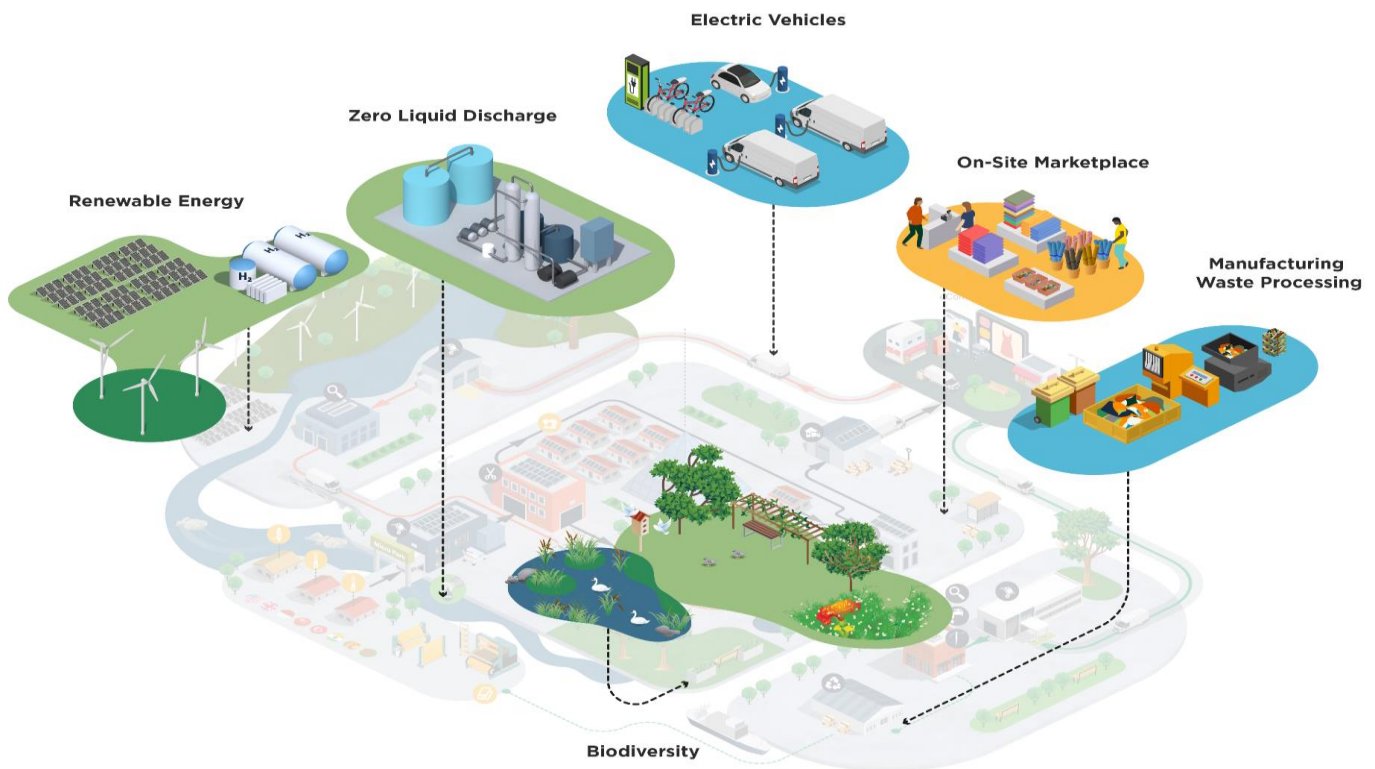 Electric Vehicles
Zero Liquid Discharge
On-Site Marketplace
Renewable Energy
Manufacturing
Waste Processing
H₂
H₂
H₂
Biodiversity